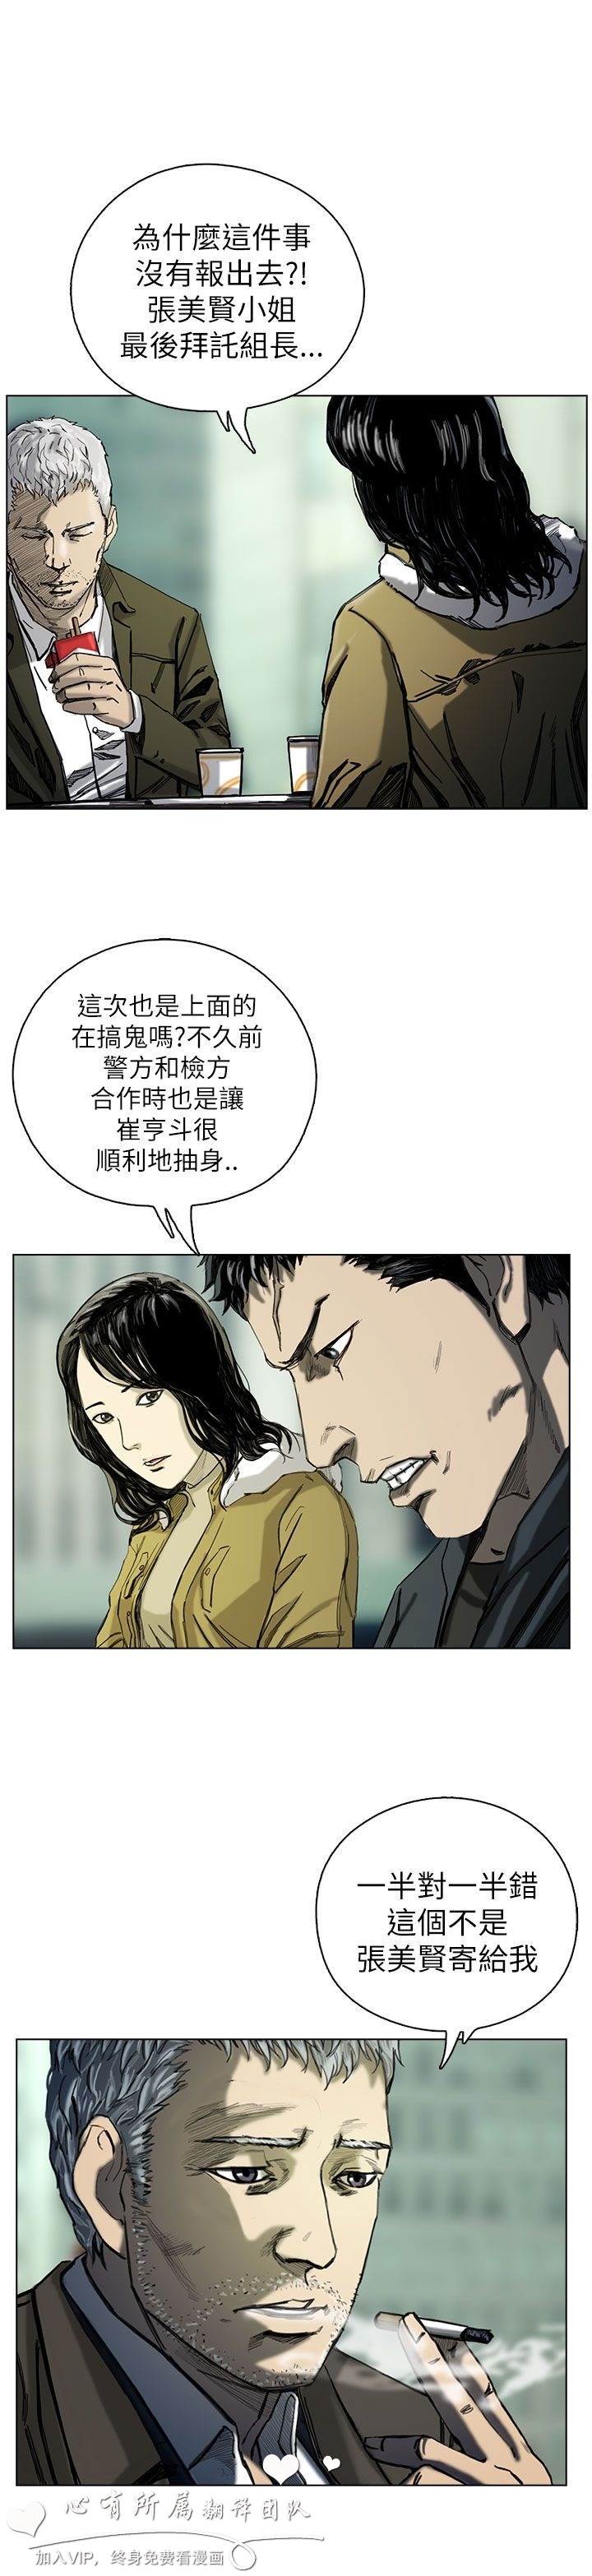 為什麼這件事
沒有報出去?!
張美賢小姐
最後拜託組長...
這次也是上面的
在搞鬼嗎?不久前
警方和檢方
合作時也是讓
崔亨斗很
順利地抽身..
一半對一半錯
這個不是
張美賢寄給我
心有所属翻译团队
加入VIP，终身免费看漫画